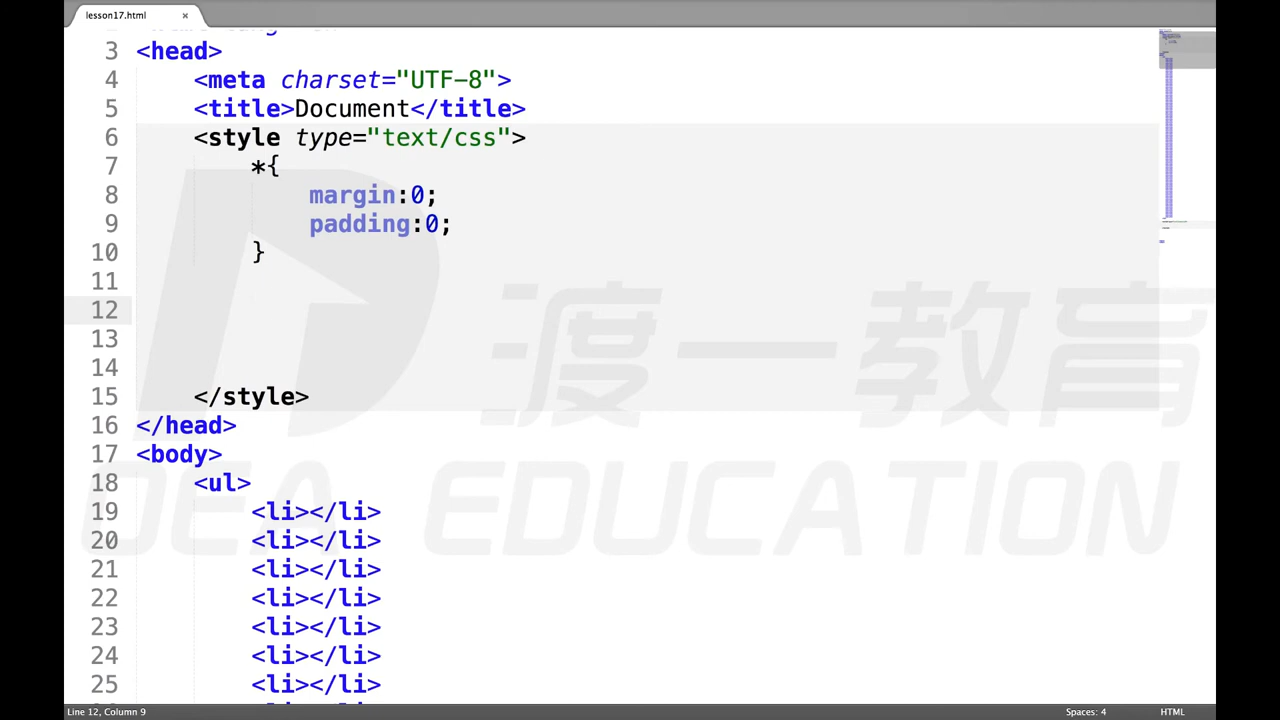 lesson17.html ×
3 <head>
4 <meta charset="UTF-8">
5 <title>Document</title>
6 <style type="text/css">
7 *{
8 margin:0;
9 padding:0;
10 }
11
12
13
14
15 </style>
16 </head>
17 <body>
18 <ul>
19 <li></li>
20 <li></li>
21 <li></li>
22 <li></li>
23 <li></li>
24 <li></li>
25 <li></li>
渡一教育
DEA EDUCATION
Line 12, Column 9
Spaces: 4
HTML